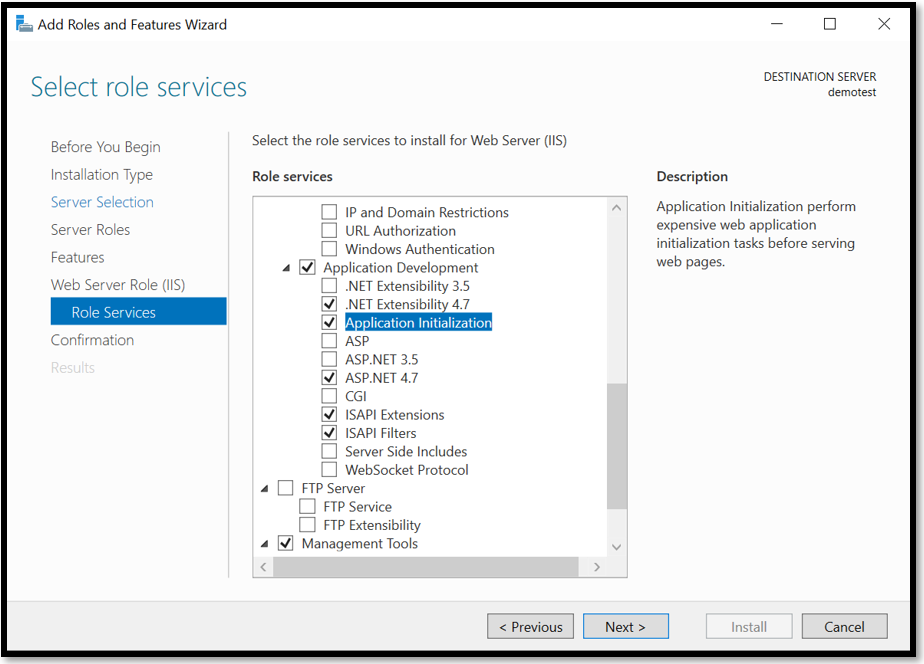 Add Roles and Features Wizard
Select role services
DESTINATION SERVER
demotest
Before You Begin
Installation Type
Server Selection
Server Roles
Features
Web Server Role (IIS)
Role Services
Confirmation
Results
Select the role services to install for Web Server (IIS)
Role services
IP and Domain Restrictions
URL Authorization
Windows Authentication
Application Development
.NET Extensibility 3.5
.NET Extensibility 4.7
Application Initialization
ASP
ASP.NET 3.5
ASP.NET 4.7
CGI
ISAPI Extensions
ISAPI Filters
Server Side Includes
WebSocket Protocol
FTP Server
FTP Service
FTP Extensibility
Management Tools
Description
Application Initialization perform
expensive web application
initialization tasks before serving
web pages.
< Previous
Next >
Install
Cancel